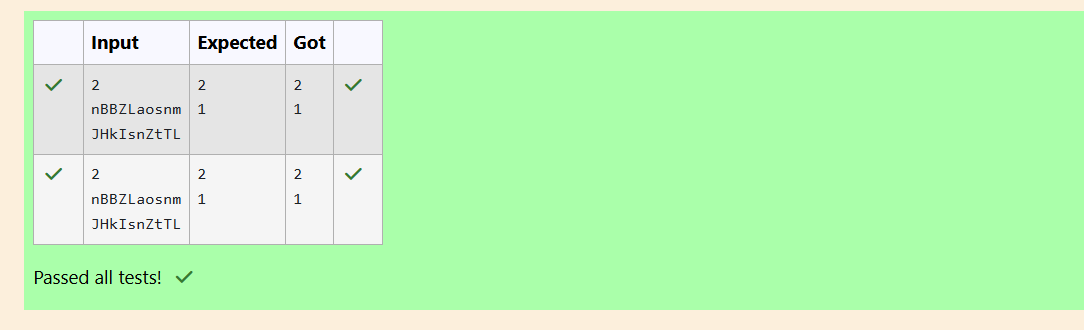 Input Expected Got
2 2 2
nBBZLaosnm 1 1
JHkIsnZtTL
2 2 2
nBBZLaosnm 1 1
JHkIsnZtTL
Passed all tests!